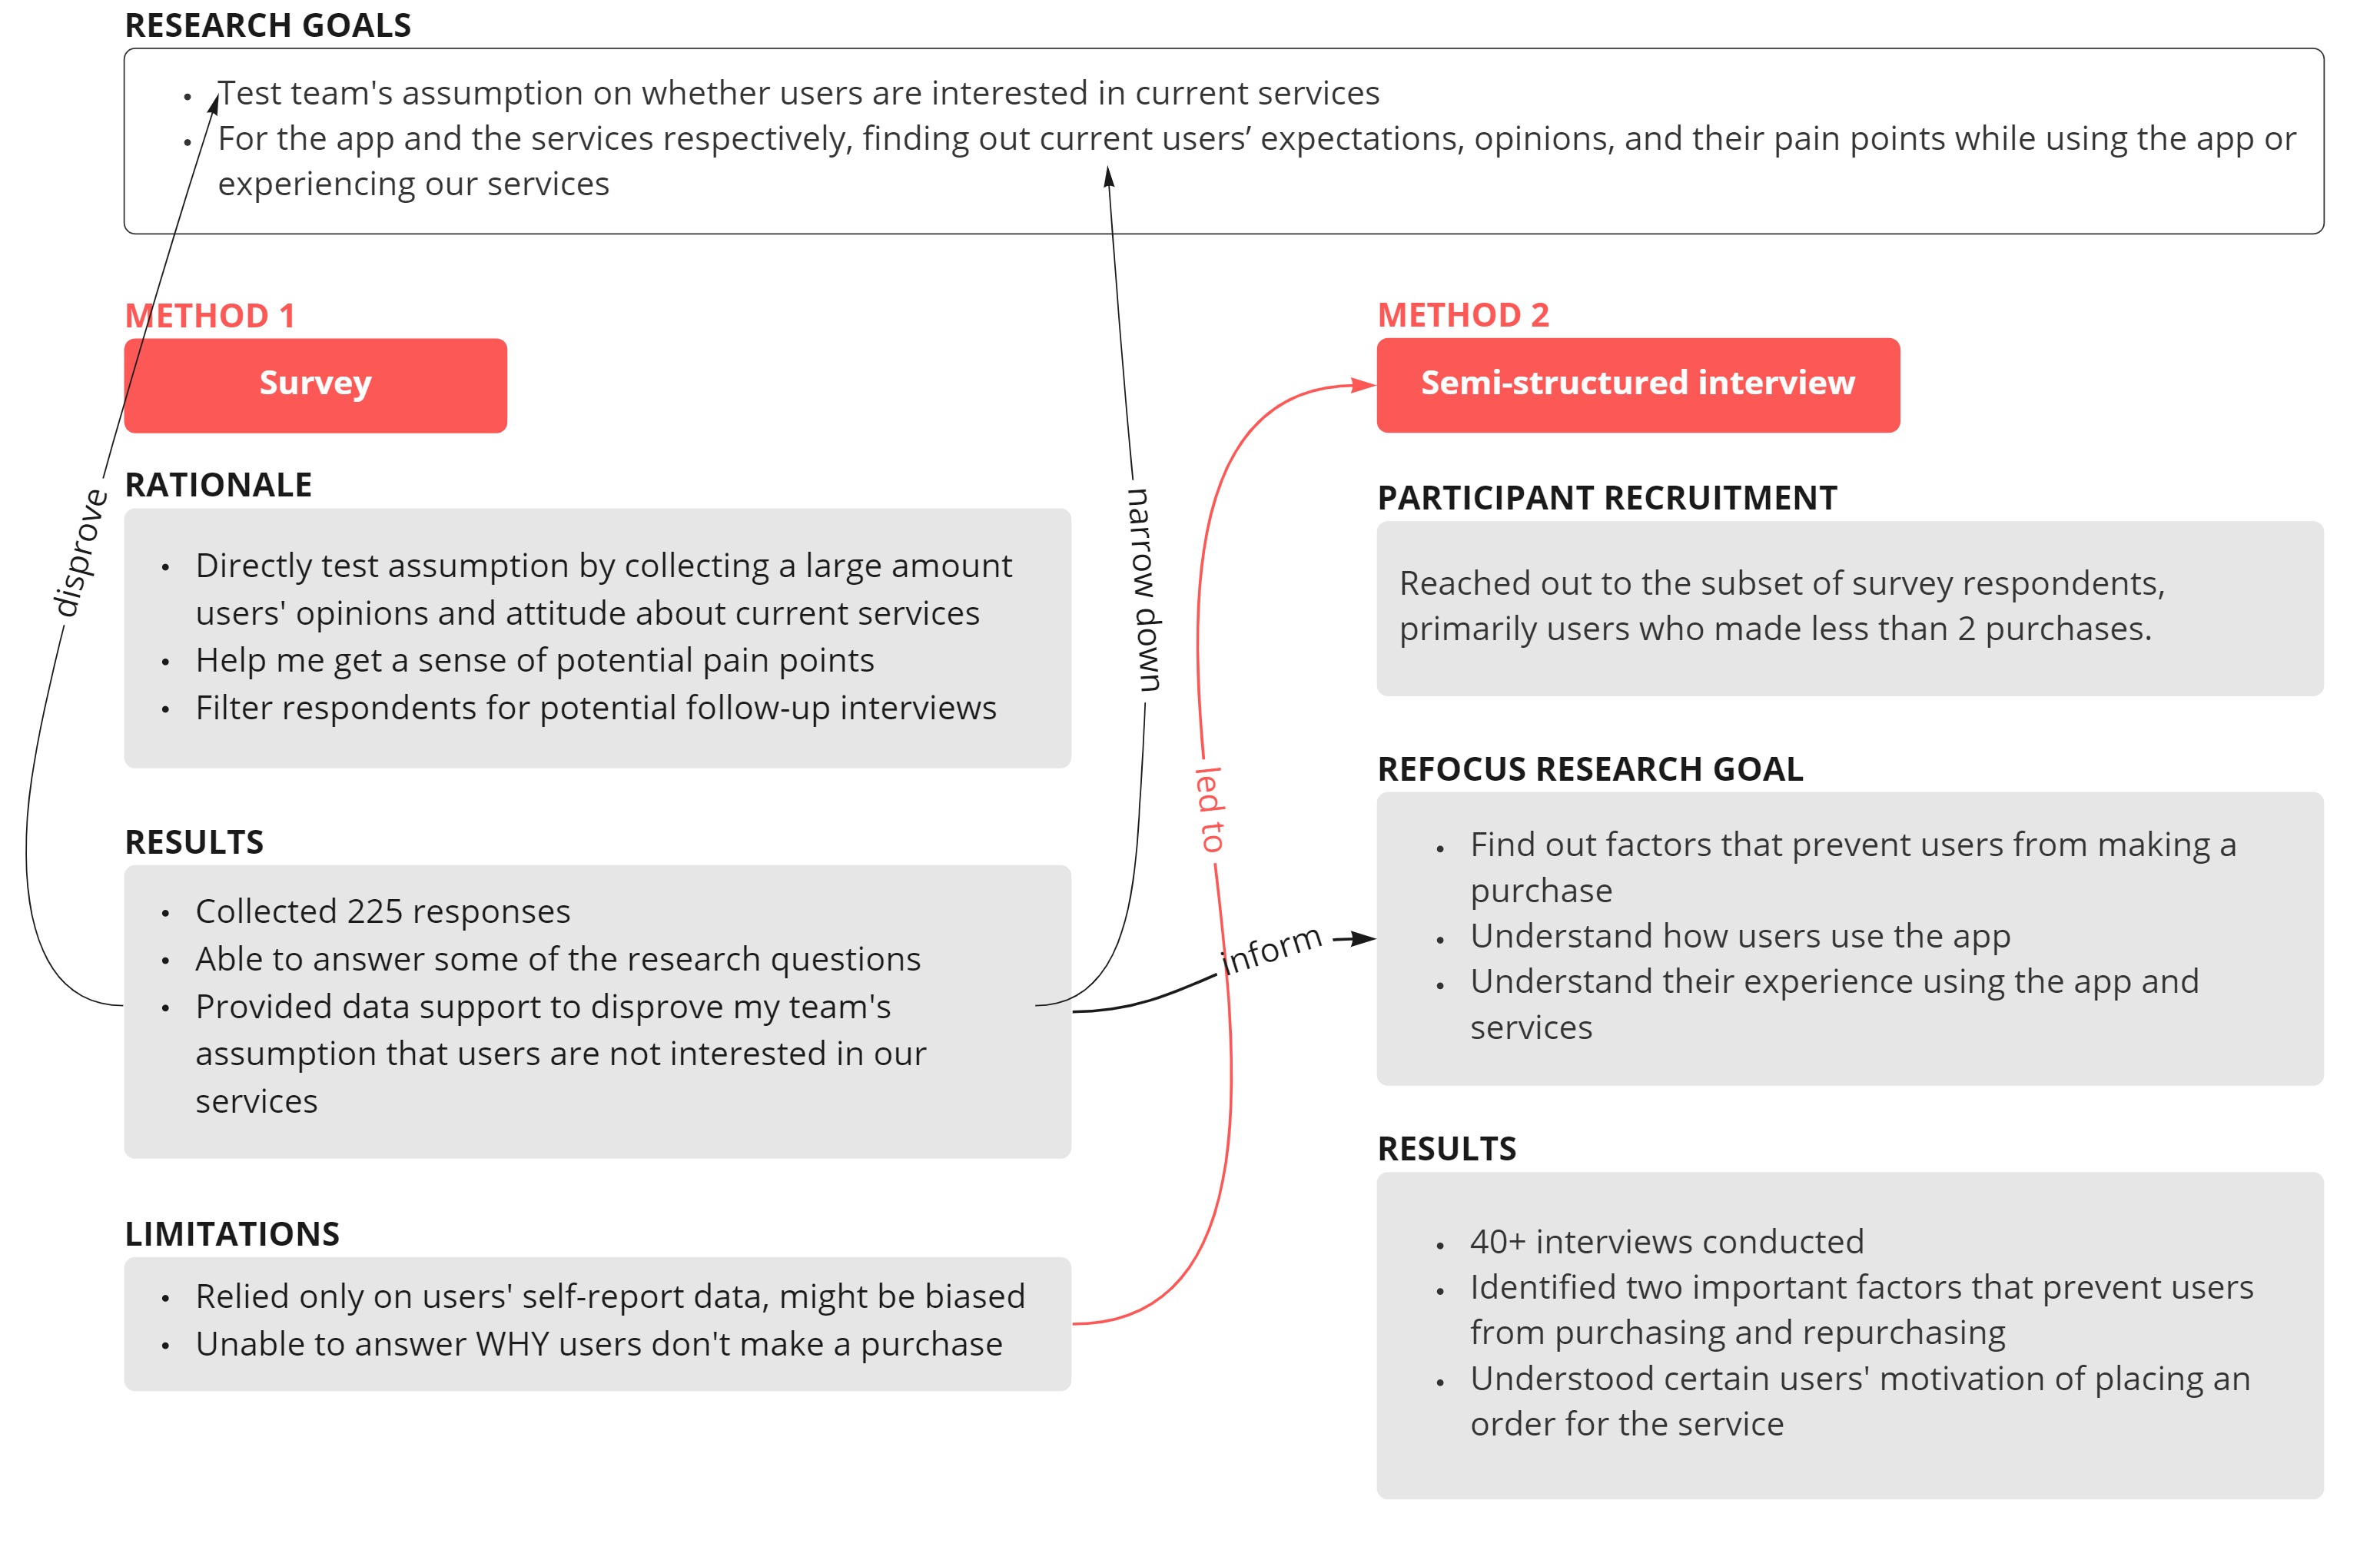 RESEARCH GOALS
• Test team's assumption on whether users are interested in current services
• For the app and the services respectively, finding out current users’ expectations, opinions, and their pain points while using the app or
experiencing our services
METHOD 1
Survey
disprove
RATIONALE
• Directly test assumption by collecting a large amount
users' opinions and attitude about current services
• Help me get a sense of potential pain points
• Filter respondents for potential follow-up interviews
RESULTS
• Collected 225 responses
• Able to answer some of the research questions
• Provided data support to disprove my team's
assumption that users are not interested in our
services
LIMITATIONS
• Relied only on users' self-report data, might be biased
• Unable to answer WHY users don't make a purchase
narrow down
led to
inform
METHOD 2
Semi-structured interview
PARTICIPANT RECRUITMENT
Reached out to the subset of survey respondents,
primarily users who made less than 2 purchases.
REFOCUS RESEARCH GOAL
• Find out factors that prevent users from making a
purchase
• Understand how users use the app
• Understand their experience using the app and
services
RESULTS
• 40+ interviews conducted
• Identified two important factors that prevent users
from purchasing and repurchasing
• Understood certain users' motivation of placing an
order for the service